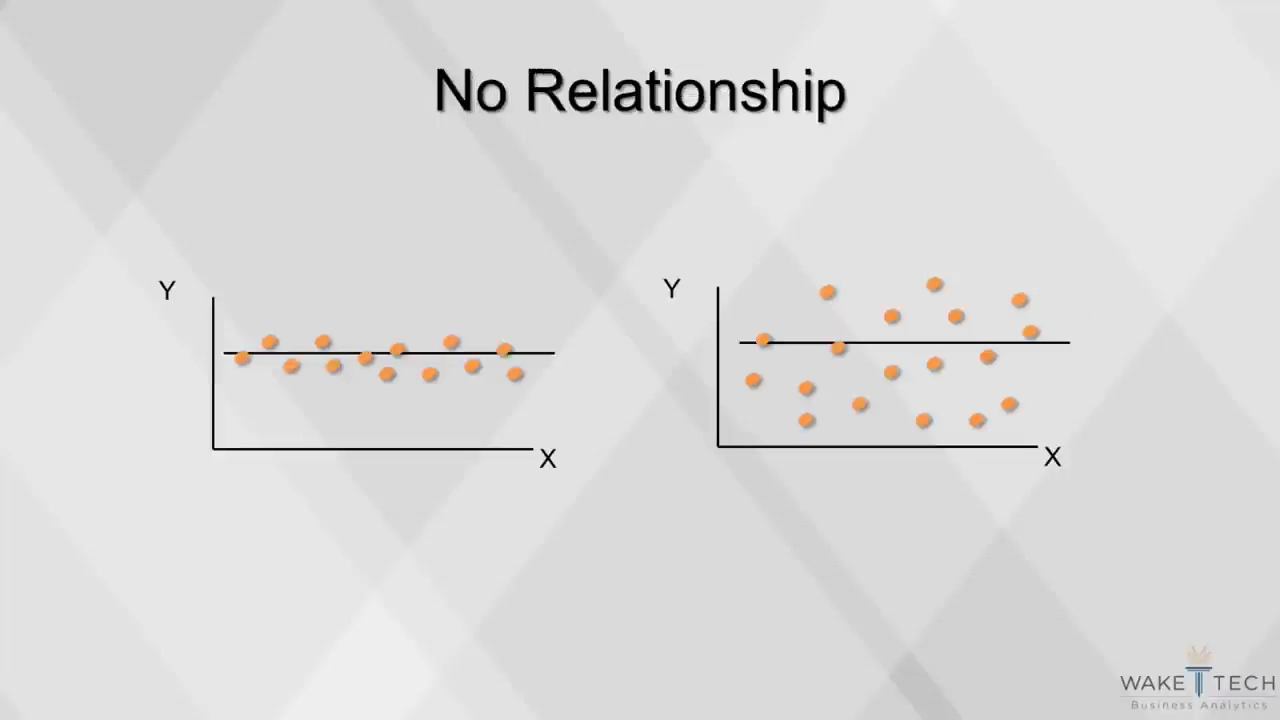 No Relationship
Y
X
Y
X
WAKE TECH
Business Analytics